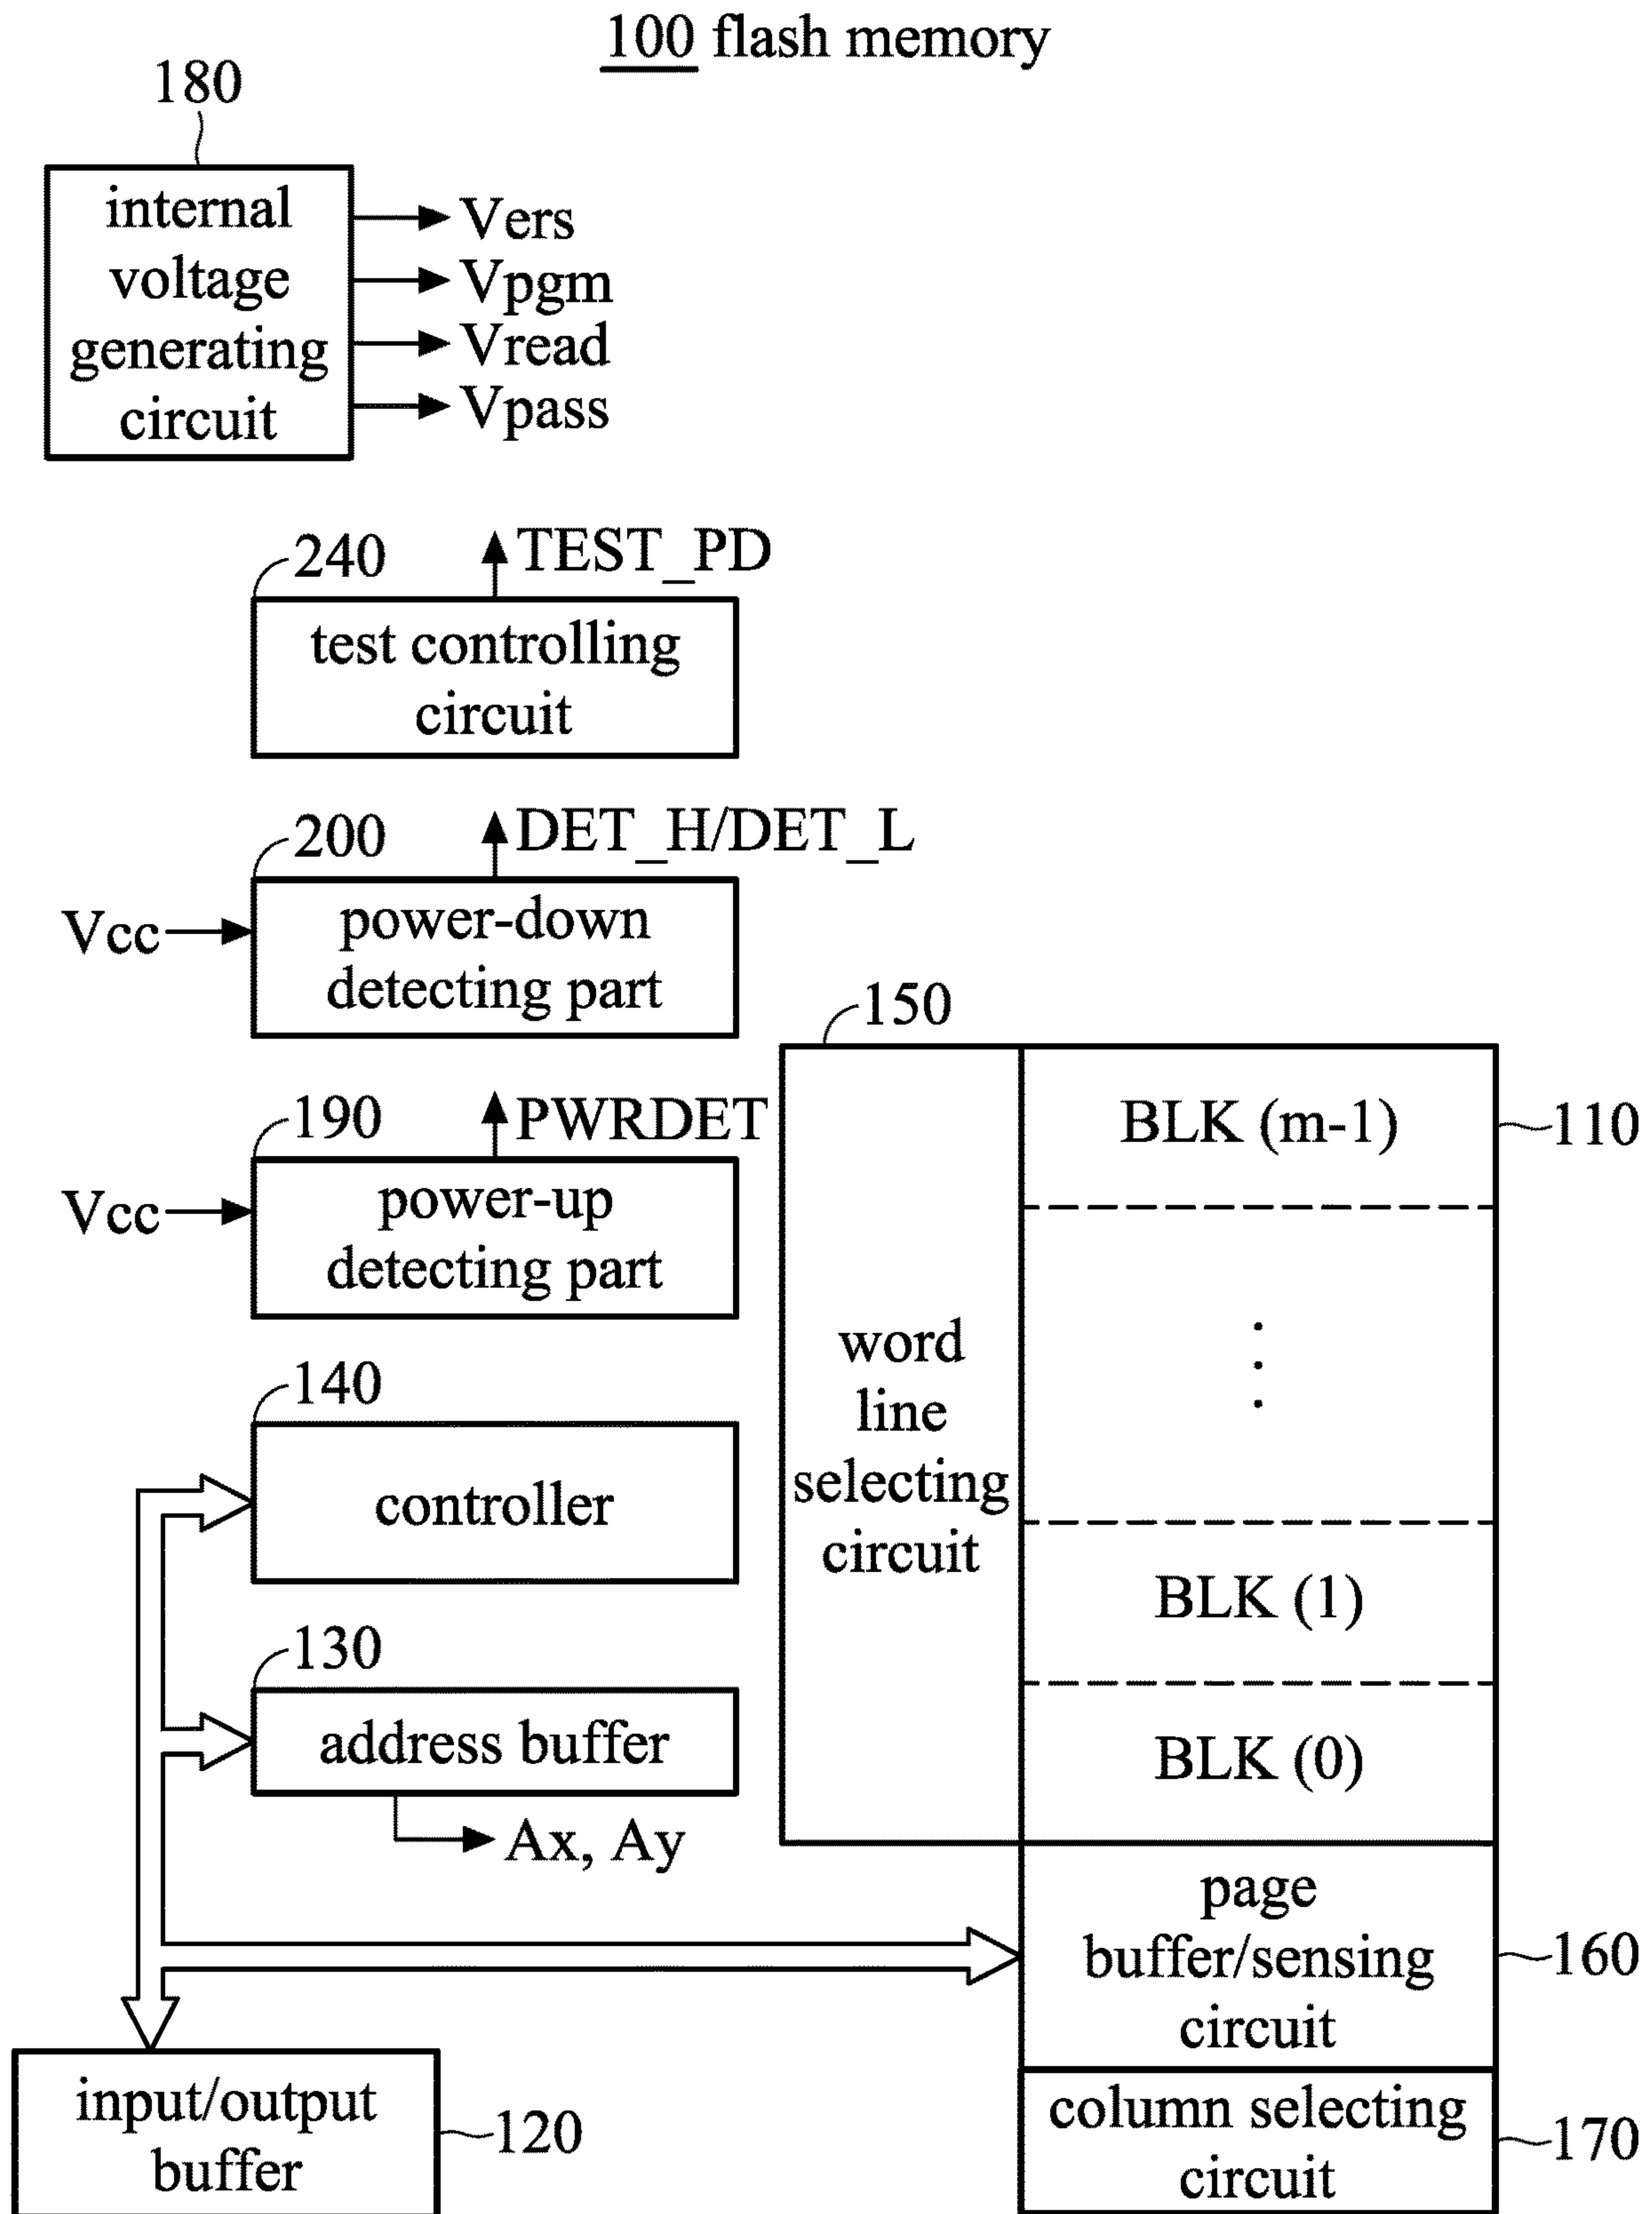 100 flash memory
180
internal
voltage
generating
circuit
Vers
Vpgm
Vread
Vpass
240
TEST_PD
test controlling
circuit
200
DET_H/DET_L
Vcc
power-down
detecting part
190
PWRDET
Vcc
power-up
detecting part
140
controller
130
address buffer
Ax, Ay
150
word
line
selecting
circuit
BLK (m-1)
110
BLK (1)
BLK (0)
page
buffer/sensing
circuit
160
input/output
buffer
120
column selecting
circuit
170